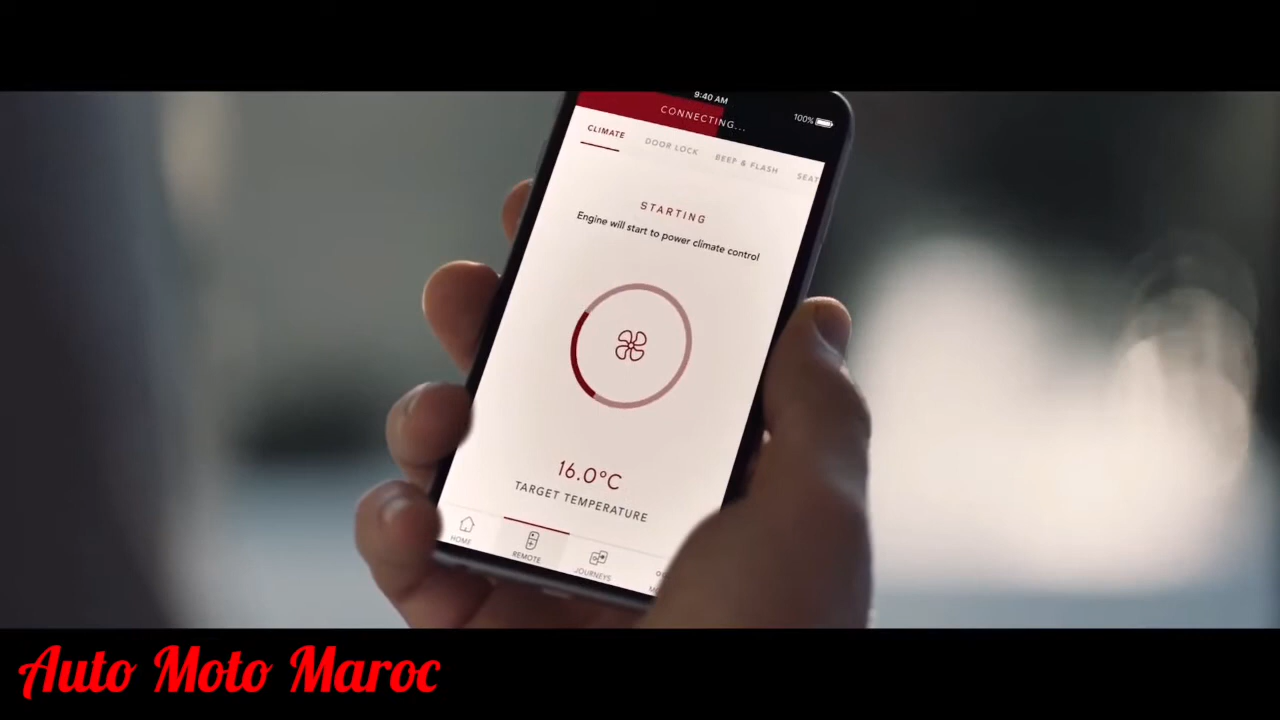 9:40 AM
CONNECTING...
100%
CLIMATE DOOR LOCK BEEP & FLASH SEAT
STARTING
Engine will start to power climate control
16.0°C
TARGET TEMPERATURE
HOME REMOTE JOURNEYS
Auto Moto Maroc